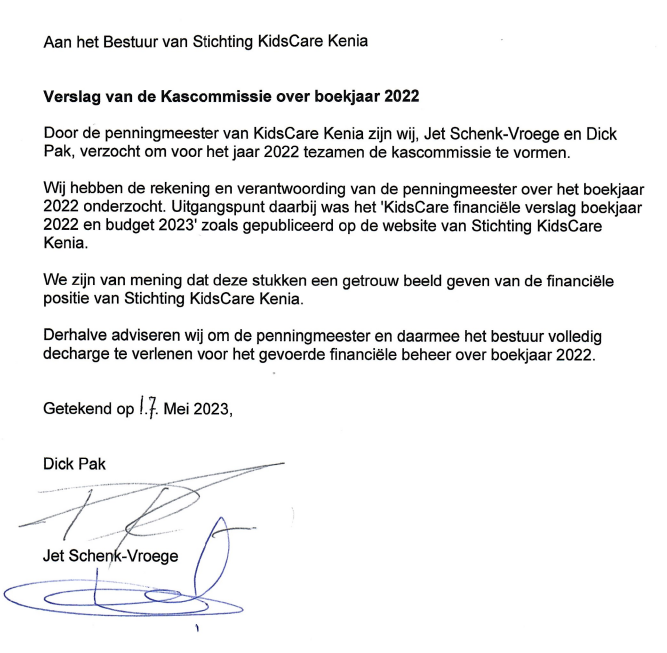 Aan het Bestuur van Stichting KidsCare Kenia
Verslag van de Kascommissie over boekjaar 2022
Door de penningmeester van KidsCare Kenia zijn wij, Jet Schenk-Vroege en Dick
Pak, verzocht om voor het jaar 2022 tezamen de kascommissie te vormen.
Wij hebben de rekening en verantwoording van de penningmeester over het boekjaar
2022 onderzocht. Uitgangspunt daarbij was het 'KidsCare financiële verslag boekjaar
2022 en budget 2023' zoals gepubliceerd op de website van Stichting KidsCare
Kenia.
We zijn van mening dat deze stukken een getrouw beeld geven van de financiële
positie van Stichting KidsCare Kenia.
Derhalve adviseren wij om de penningmeester en daarmee het bestuur volledig
decharge te verlenen voor het gevoerde financiële beheer over boekjaar 2022.
Getekend op 17. Mei 2023,
Dick Pak
Jet Schenk-Vroege